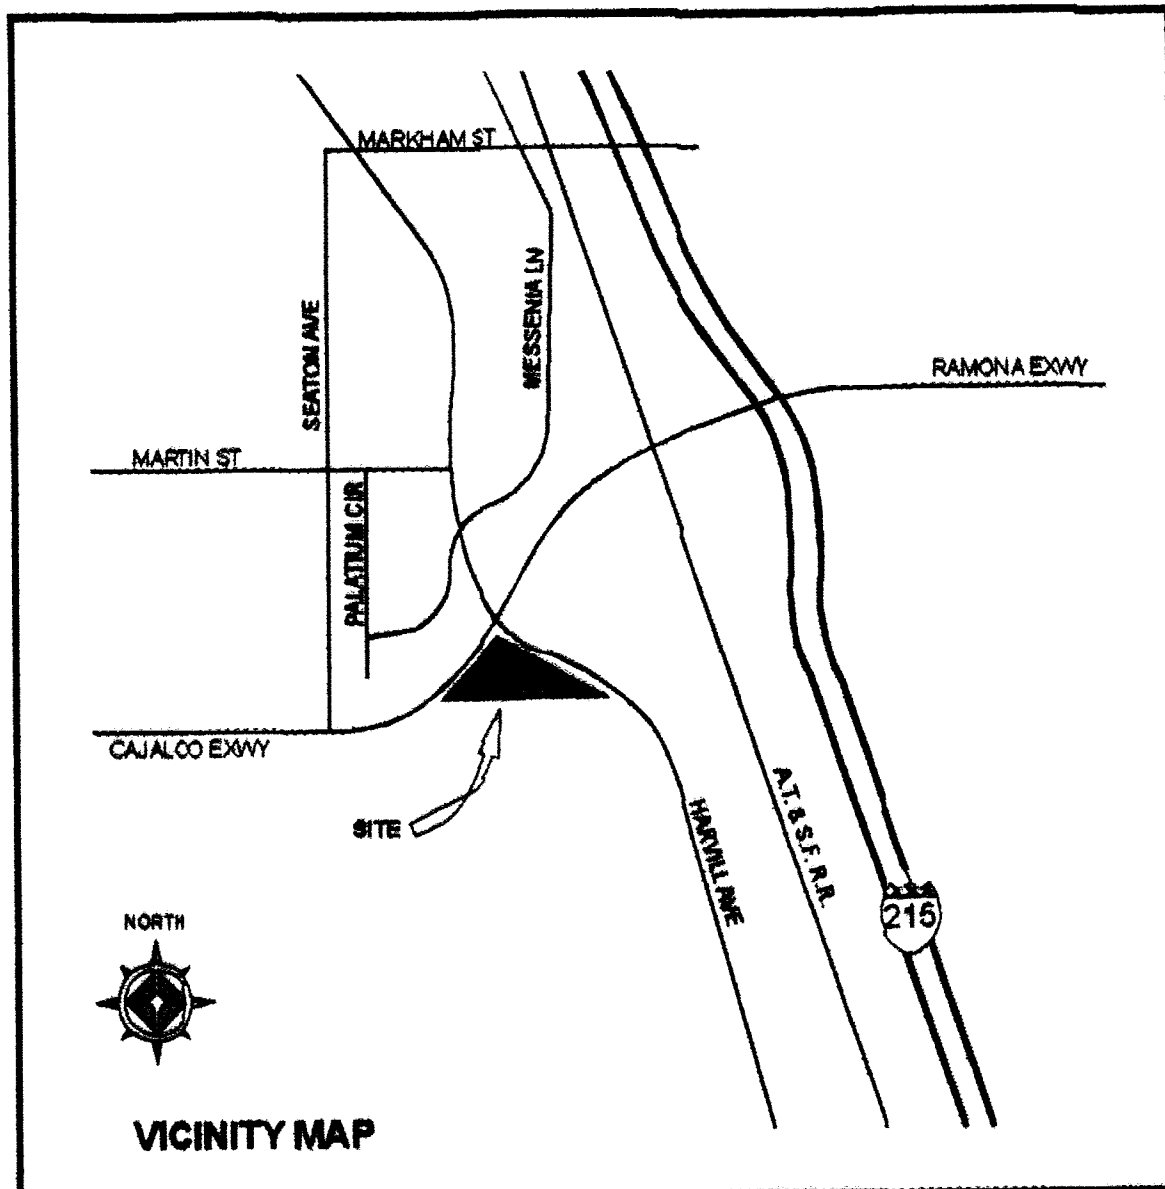 MARKHAM ST
MESSENIA LN
SEATON AVE
RAMONA EXWY
MARTIN ST
PALATIUM CIR
CAJALCO EXWY
SITE
A.T. & S.F. R.R.
HARVILL AVE
215
NORTH
VICINITY MAP